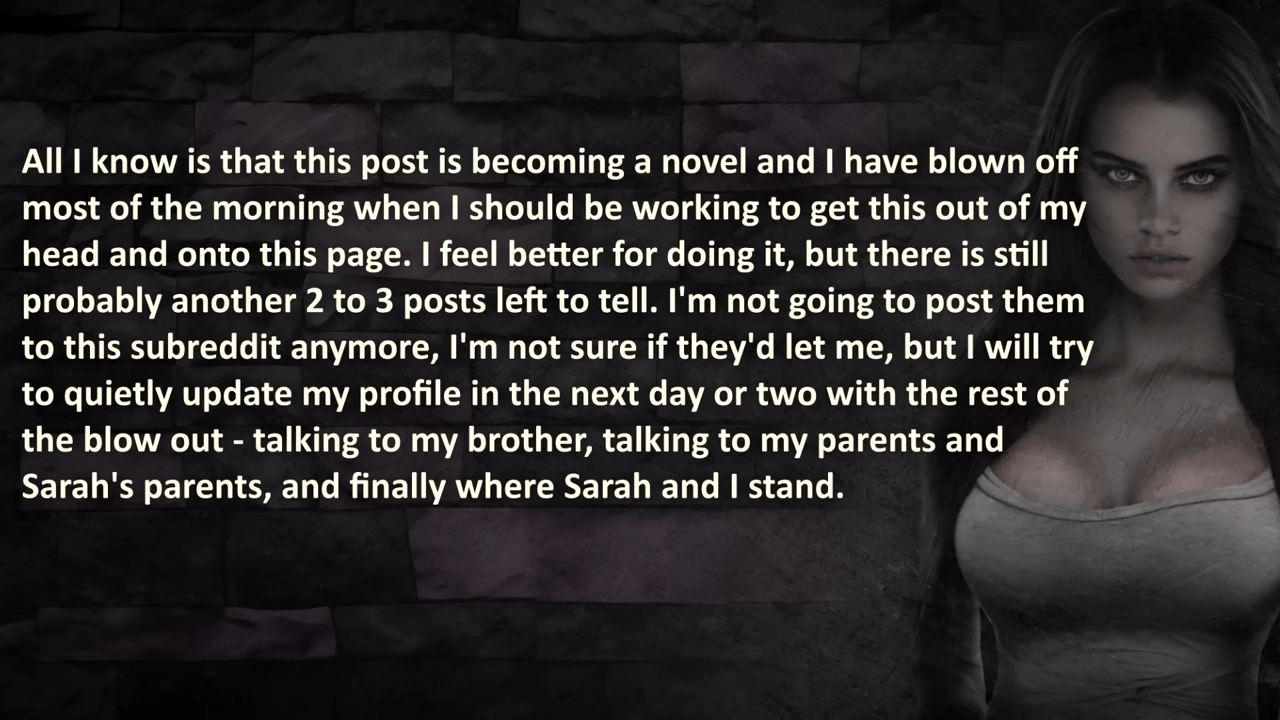 All I know is that this post is becoming a novel and I have blown off
most of the morning when I should be working to get this out of my
head and onto this page. I feel better for doing it, but there is still
probably another 2 to 3 posts left to tell. I'm not going to post them
to this subreddit anymore, I'm not sure if they'd let me, but I will try
to quietly update my profile in the next day or two with the rest of
the blow out - talking to my brother, talking to my parents and
Sarah's parents, and finally where Sarah and I stand.